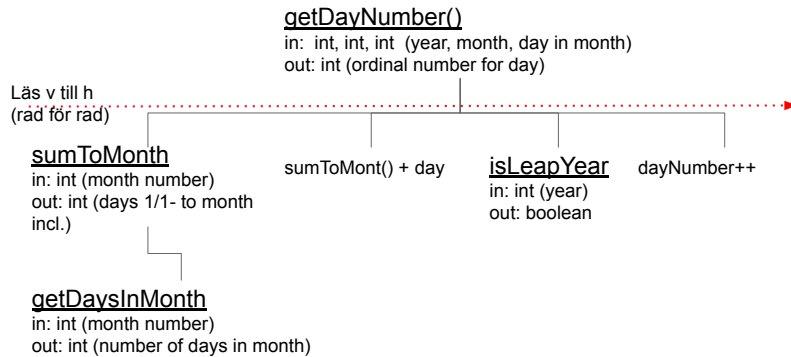 getDayNumber()
in: int, int, int (year, month, day in month)
out: int (ordinal number for day)
Läs v till h
(rad för rad)
sumToMonth
in: int (month number)
out: int (days 1/1- to month
incl.)
sumToMont() + day
isLeapYear
in: int (year)
out: boolean
dayNumber++
getDaysInMonth
in: int (month number)
out: int (number of days in month)